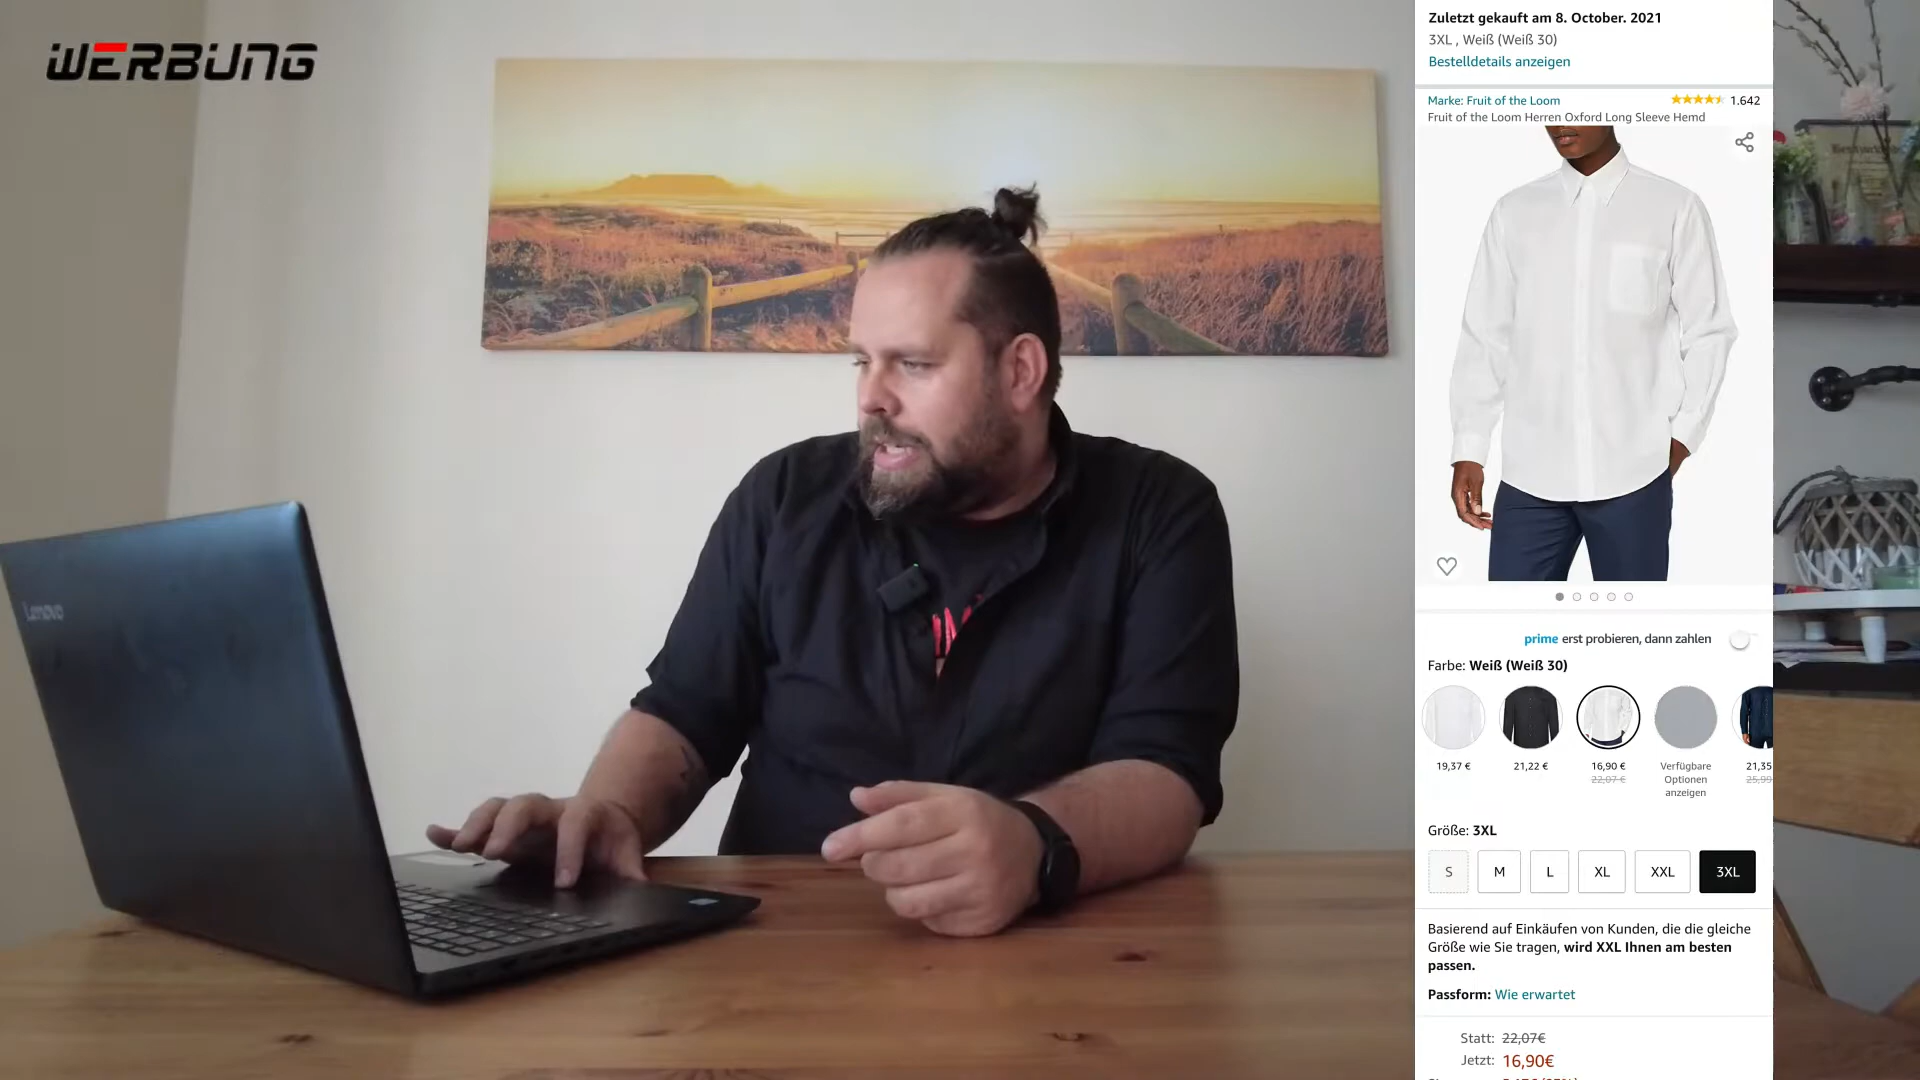 WERBUNG
Lenovo
Zuletzt gekauft am 8. October. 2021
3XL , Weiß (Weiß 30)
Bestelldetails anzeigen
Marke: Fruit of the Loom
1.642
Fruit of the Loom Herren Oxford Long Sleeve Hemd
prime erst probieren, dann zahlen
Farbe: Weiß (Weiß 30)
19,37 €
21,22 €
16,90 €
22,07 €
Verfügbare
Optionen
anzeigen
21,35
25,99
Größe: 3XL
S
M
L
XL
XXL
3XL
Basierend auf Einkäufen von Kunden, die die gleiche
Größe wie Sie tragen, wird XXL Ihnen am besten
passen.
Passform: Wie erwartet
Statt: 22,07€
Jetzt: 16,90€